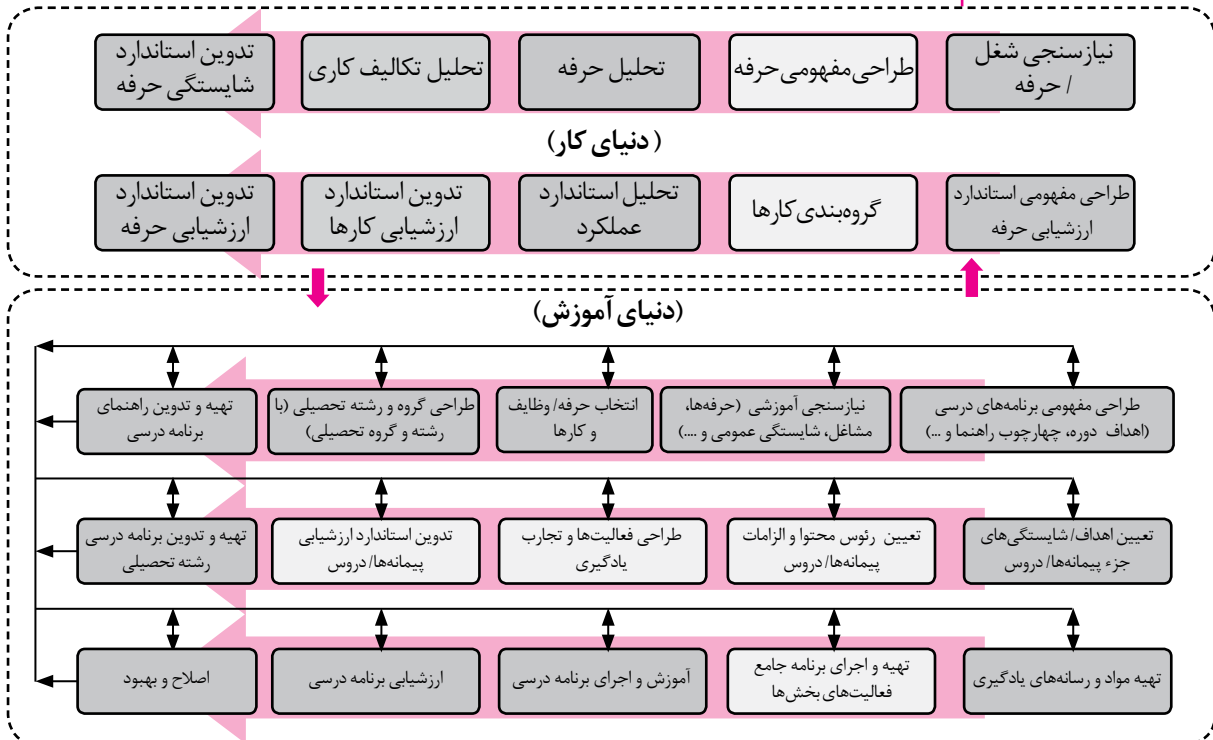 نیازسنجی شغل
/ حرفه
طراحی مفهومی حرفه
تحلیل حرفه
تحلیل تکالیف کاری
تدوین استاندارد
شایستگی حرفه
(دنیای کار)
طراحی مفهومی استاندارد
ارزشیابی حرفه
گروه‌بندی کارها
تحلیل استاندارد
عملکرد
تدوین استاندارد
ارزشیابی کارها
تدوین استاندارد
ارزشیابی حرفه
(دنیای آموزش)
طراحی مفهومی برنامه‌های درسی
(اهداف دوره، چهارچوب راهنما و ...)
نیازسنجی آموزشی (حرفه‌ها،
مشاغل، شایستگی عمومی و ....)
انتخاب حرفه/ وظایف
و کارها
طراحی گروه و رشته تحصیلی (با
رشته و گروه تحصیلی)
تهیه و تدوین راهنمای
برنامه درسی
تعیین اهداف/ شایستگی‌های
جزء پیمانه‌ها/ دروس
تعیین رئوس محتوا و الزامات
پیمانه‌ها/ دروس
طراحی فعالیت‌ها و تجارب
یادگیری
تدوین استاندارد ارزشیابی
پیمانه‌ها/ دروس
تهیه و تدوین برنامه درسی
رشته تحصیلی
تهیه مواد و رسانه‌های یادگیری
تهیه و اجرای برنامه جامع
فعالیت‌های بخش‌ها
آموزش و اجرای برنامه درسی
ارزشیابی برنامه درسی
اصلاح و بهبود